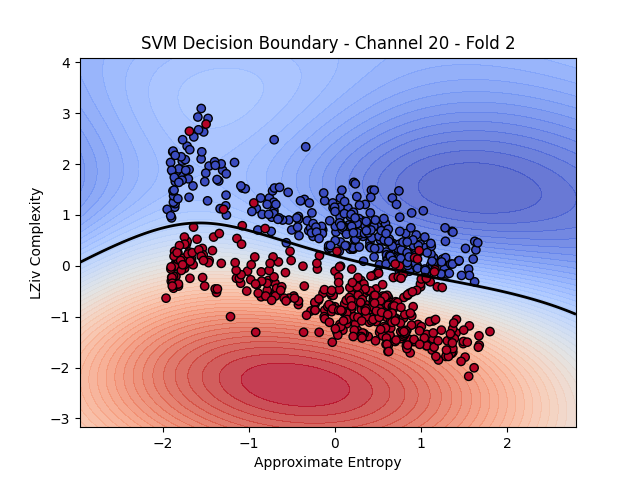 SVM Decision Boundary - Channel 20 - Fold 2
4
3
2
1
0
−1
−2
−3
LZiv Complexity
−2 −1 0 1 2
Approximate Entropy